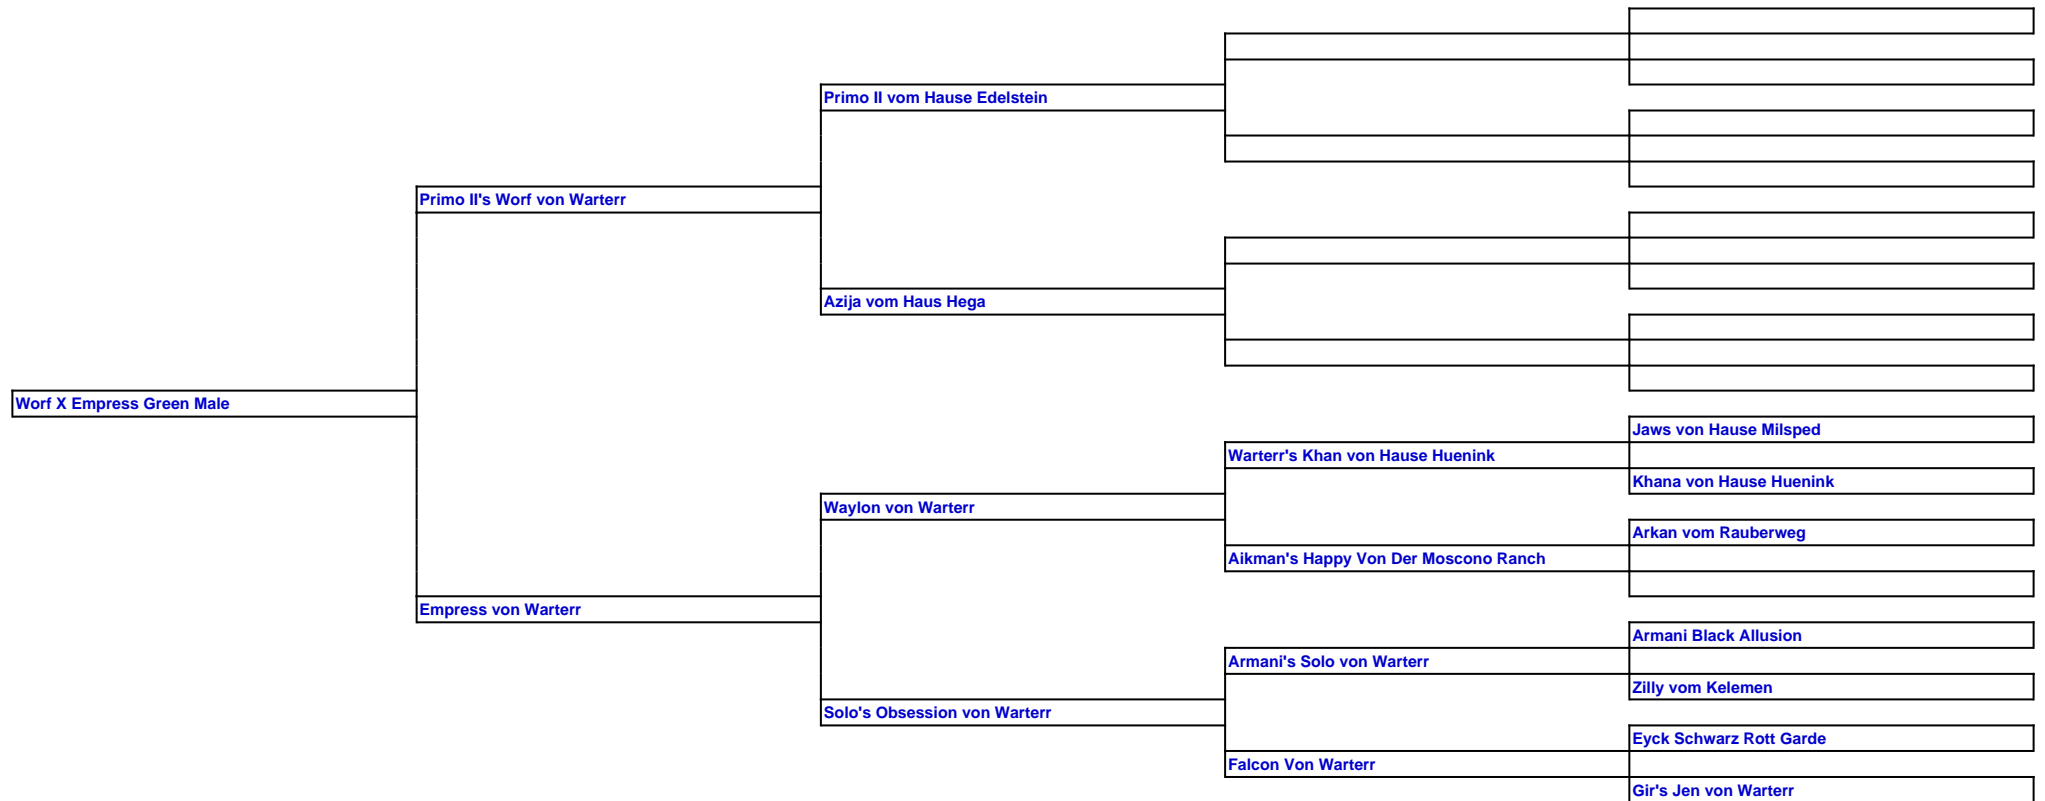 Primo II vom Hause Edelstein
Primo II's Worf von Warterr
Azija vom Haus Hega
Worf X Empress Green Male
Jaws von Hause Milsped
Warterr's Khan von Hause Huenink
Khana von Hause Huenink
Waylon von Warterr
Arkan vom Rauberweg
Aikman's Happy Von Der Moscono Ranch
Empress von Warterr
Armani Black Allusion
Armani's Solo von Warterr
Zilly vom Kelemen
Solo's Obsession von Warterr
Eyck Schwarz Rott Garde
Falcon Von Warterr
Gir's Jen von Warterr